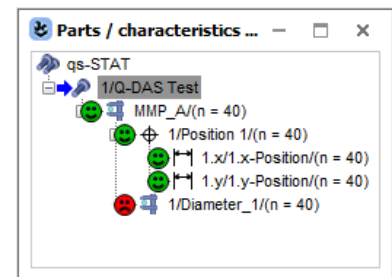 Parts / characteristics ...
qs-STAT
1/Q-DAS Test
MMP_A/(n = 40)
1/Position 1/(n = 40)
1.x/1.x-Position/(n = 40)
1.y/1.y-Position/(n = 40)
1/Diameter_1/(n = 40)